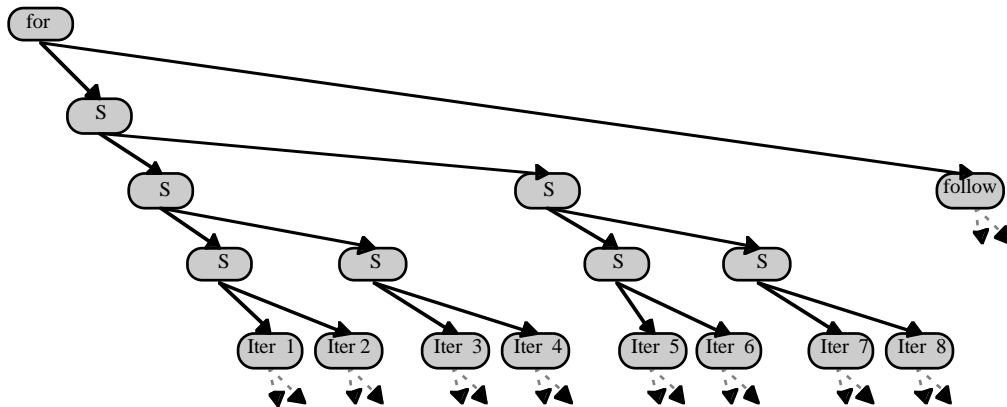 for
S
S
S
follow
S
S
S
S
Iter 1
Iter 2
Iter 3
Iter 4
Iter 5
Iter 6
Iter 7
Iter 8